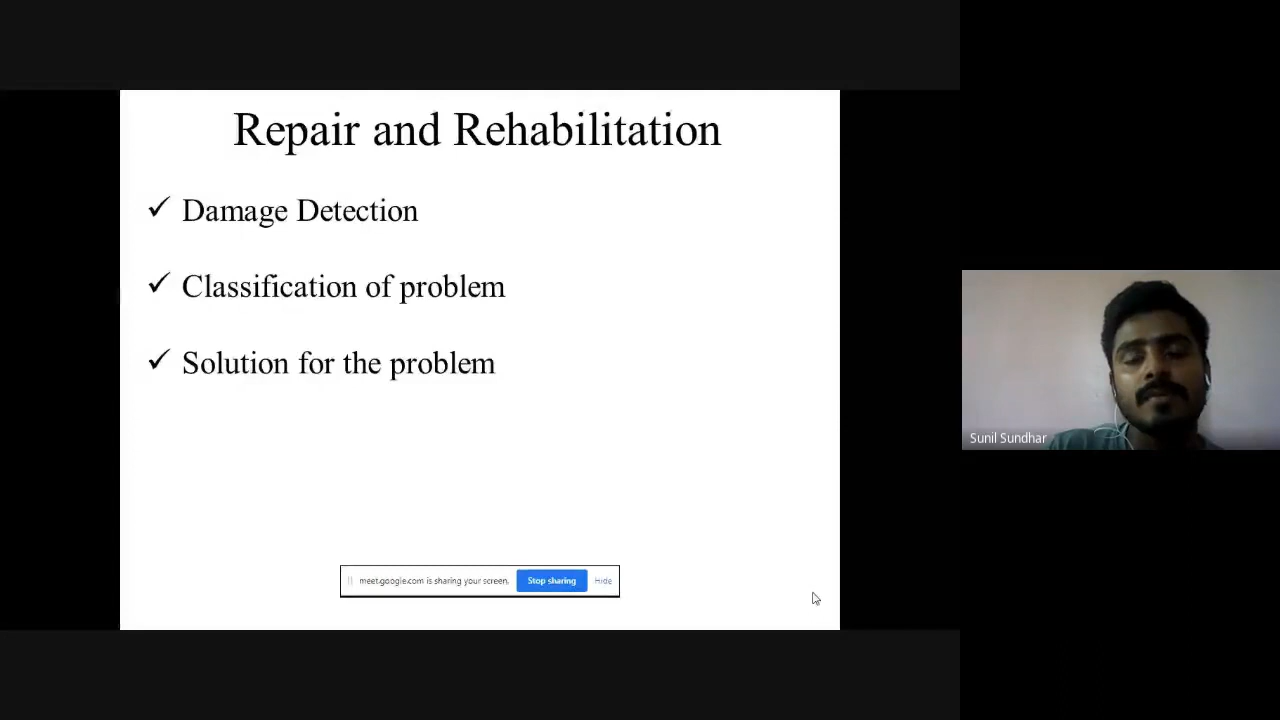 Repair and Rehabilitation
✓ Damage Detection
✓ Classification of problem
✓ Solution for the problem
meet.google.com is sharing your screen. Stop sharing Hide
Sunil Sundhar